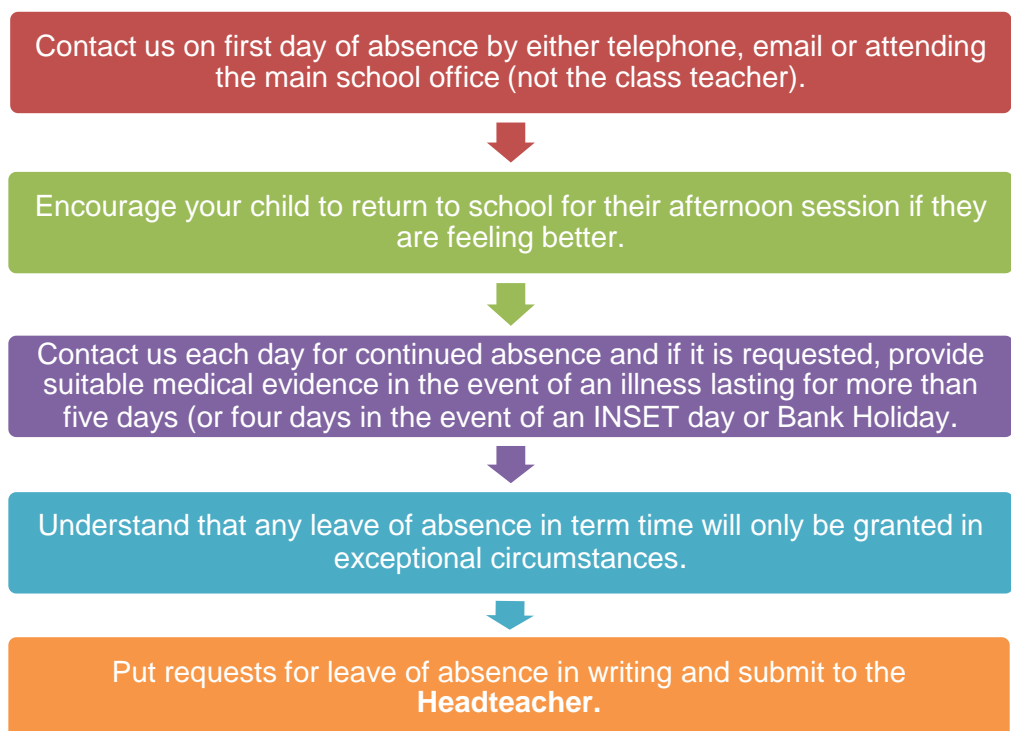 Contact us on first day of absence by either telephone, email or attending
the main school office (not the class teacher).
Encourage your child to return to school for their afternoon session if they
are feeling better.
Contact us each day for continued absence and if it is requested, provide
suitable medical evidence in the event of an illness lasting for more than
five days (or four days in the event of an INSET day or Bank Holiday.
Understand that any leave of absence in term time will only be granted in
exceptional circumstances.
Put requests for leave of absence in writing and submit to the
Headteacher.